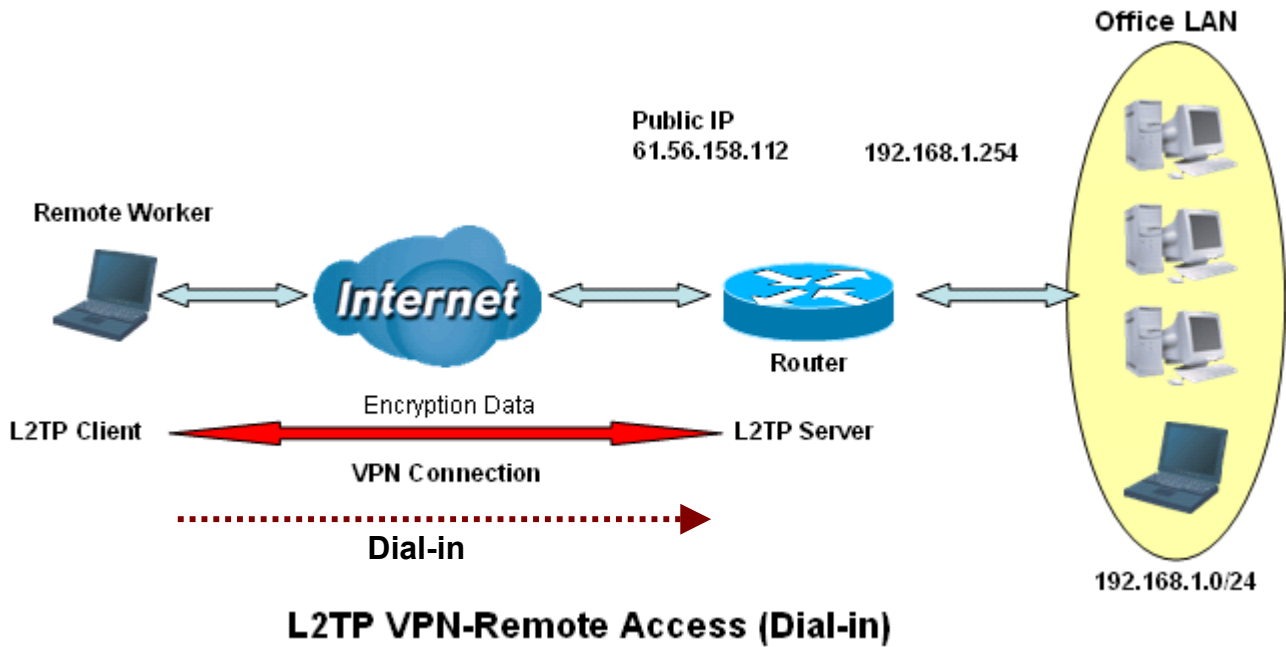 Office LAN
Public IP
61.56.158.112
192.168.1.254
Remote Worker
Internet
Router
Encryption Data
L2TP Client
L2TP Server
VPN Connection
Dial-in
192.168.1.0/24
L2TP VPN-Remote Access (Dial-in)